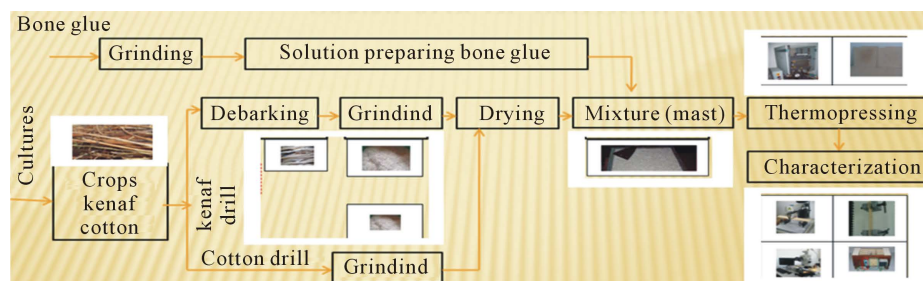 Bone glue
Grinding
Solution preparing bone glue
Debarking
Grindind
Drying
Mixture (mast)
Thermopressing
Characterization
Cultures
Crops
kenaf
cotton
kenaf
drill
Cotton drill
Grindind